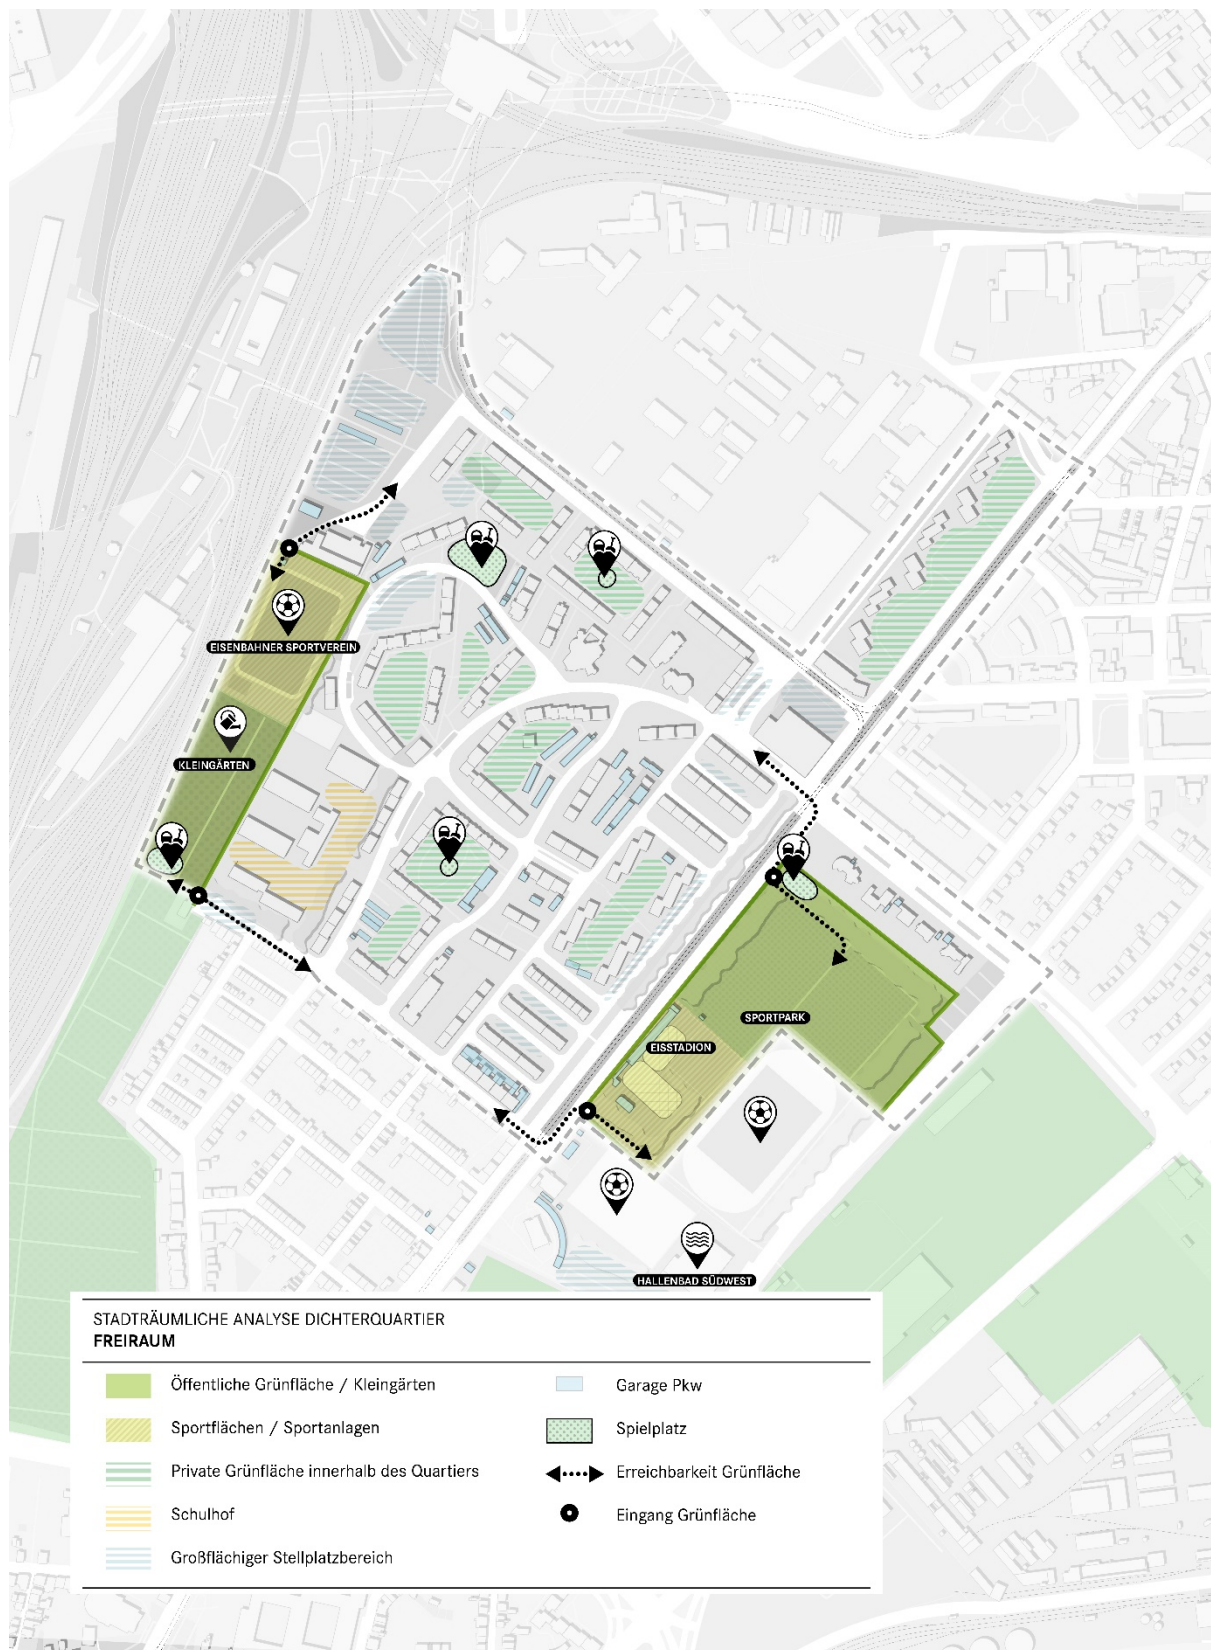 EISENBAHNER SPORTVEREIN
KLEINGÄRTEN
SPORTPARK
EISSTADION
HALLENBAD SÜDWEST
STADTRÄUMLICHE ANALYSE DICHTERQUARTIER
FREIRAUM
Öffentliche Grünfläche / Kleingärten
Sportflächen / Sportanlagen
Private Grünfläche innerhalb des Quartiers
Schulhof
Großflächiger Stellplatzbereich
Garage Pkw
Spielplatz
Erreichbarkeit Grünfläche
Eingang Grünfläche